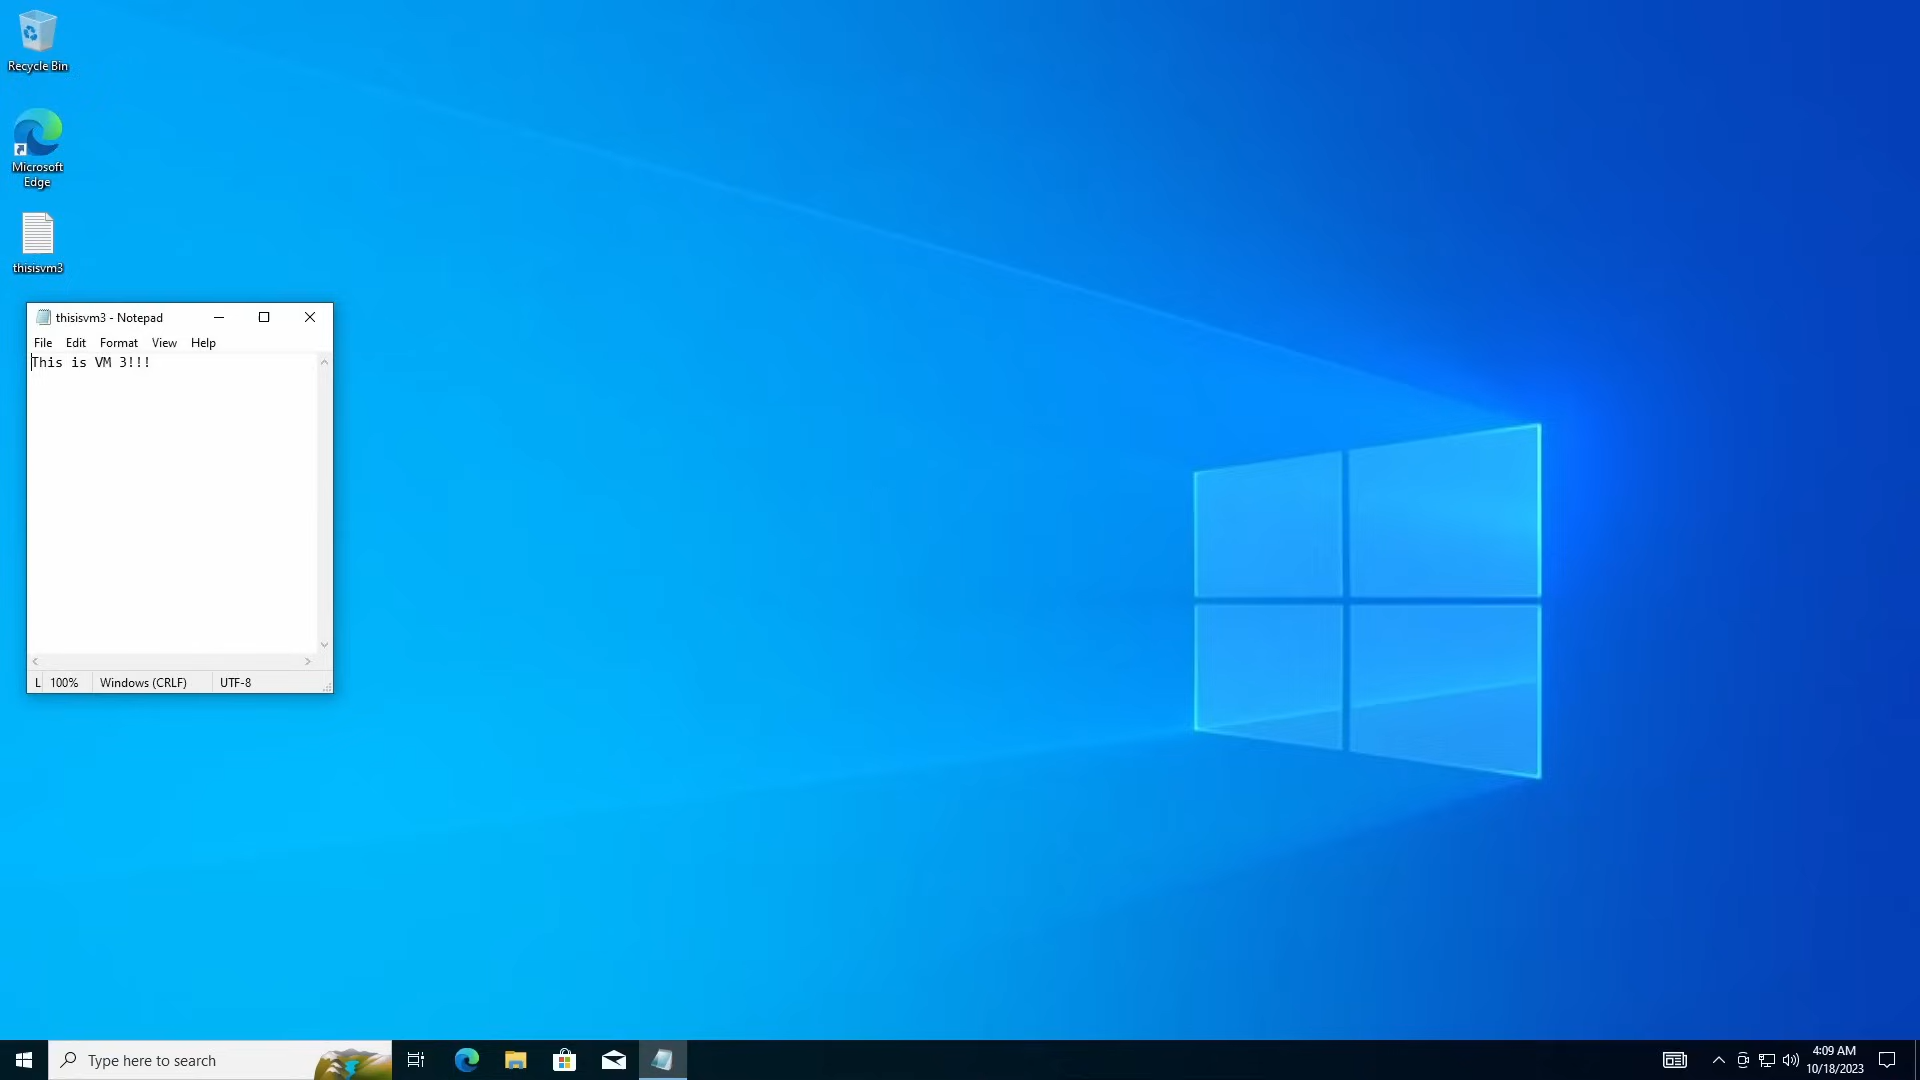 Recycle Bin
Microsoft
Edge
thisisvm3
thisisvm3 - Notepad
File Edit Format View Help
This is VM 3!!!
L 100% Windows (CRLF) UTF-8
Type here to search
4:09 AM
10/18/2023